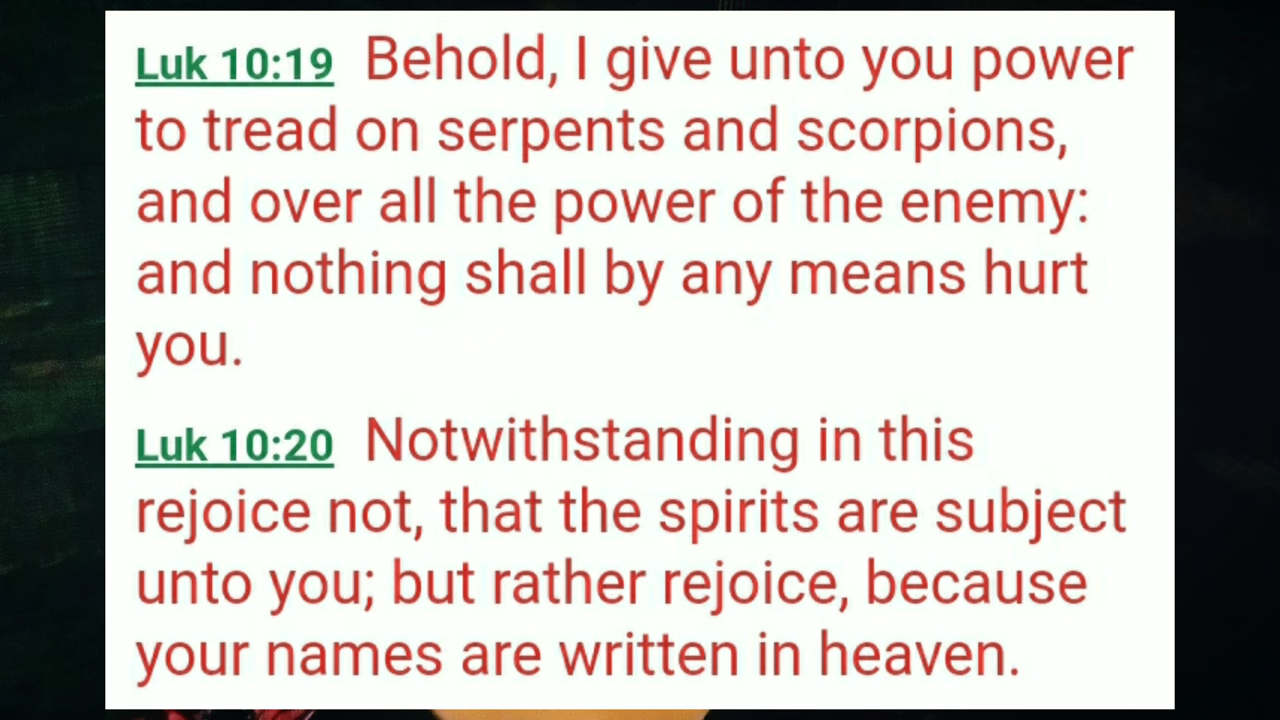 Luk 10:19 Behold, I give unto you power
to tread on serpents and scorpions,
and over all the power of the enemy:
and nothing shall by any means hurt
you.
Luk 10:20 Notwithstanding in this
rejoice not, that the spirits are subject
unto you; but rather rejoice, because
your names are written in heaven.